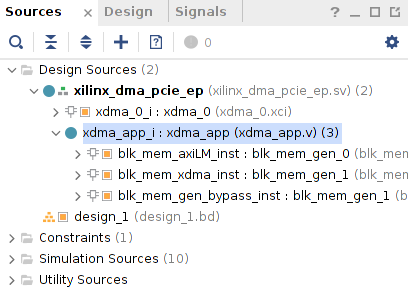 Sources Design Signals
0
Design Sources (2)
xilinx_dma_pcie_ep (xilinx_dma_pcie_ep.sv) (2)
xdma_0_i : xdma_0 (xdma_0.xci)
xdma_app_i : xdma_app (xdma_app.v) (3)
blk_mem_axiLM_inst : blk_mem_gen_0 (blk_mem
blk_mem_xdma_inst : blk_mem_gen_1 (blk_mem_
blk_mem_gen_bypass_inst : blk_mem_gen_1 (b
design_1 (design_1.bd)
Constraints (1)
Simulation Sources (10)
Utility Sources